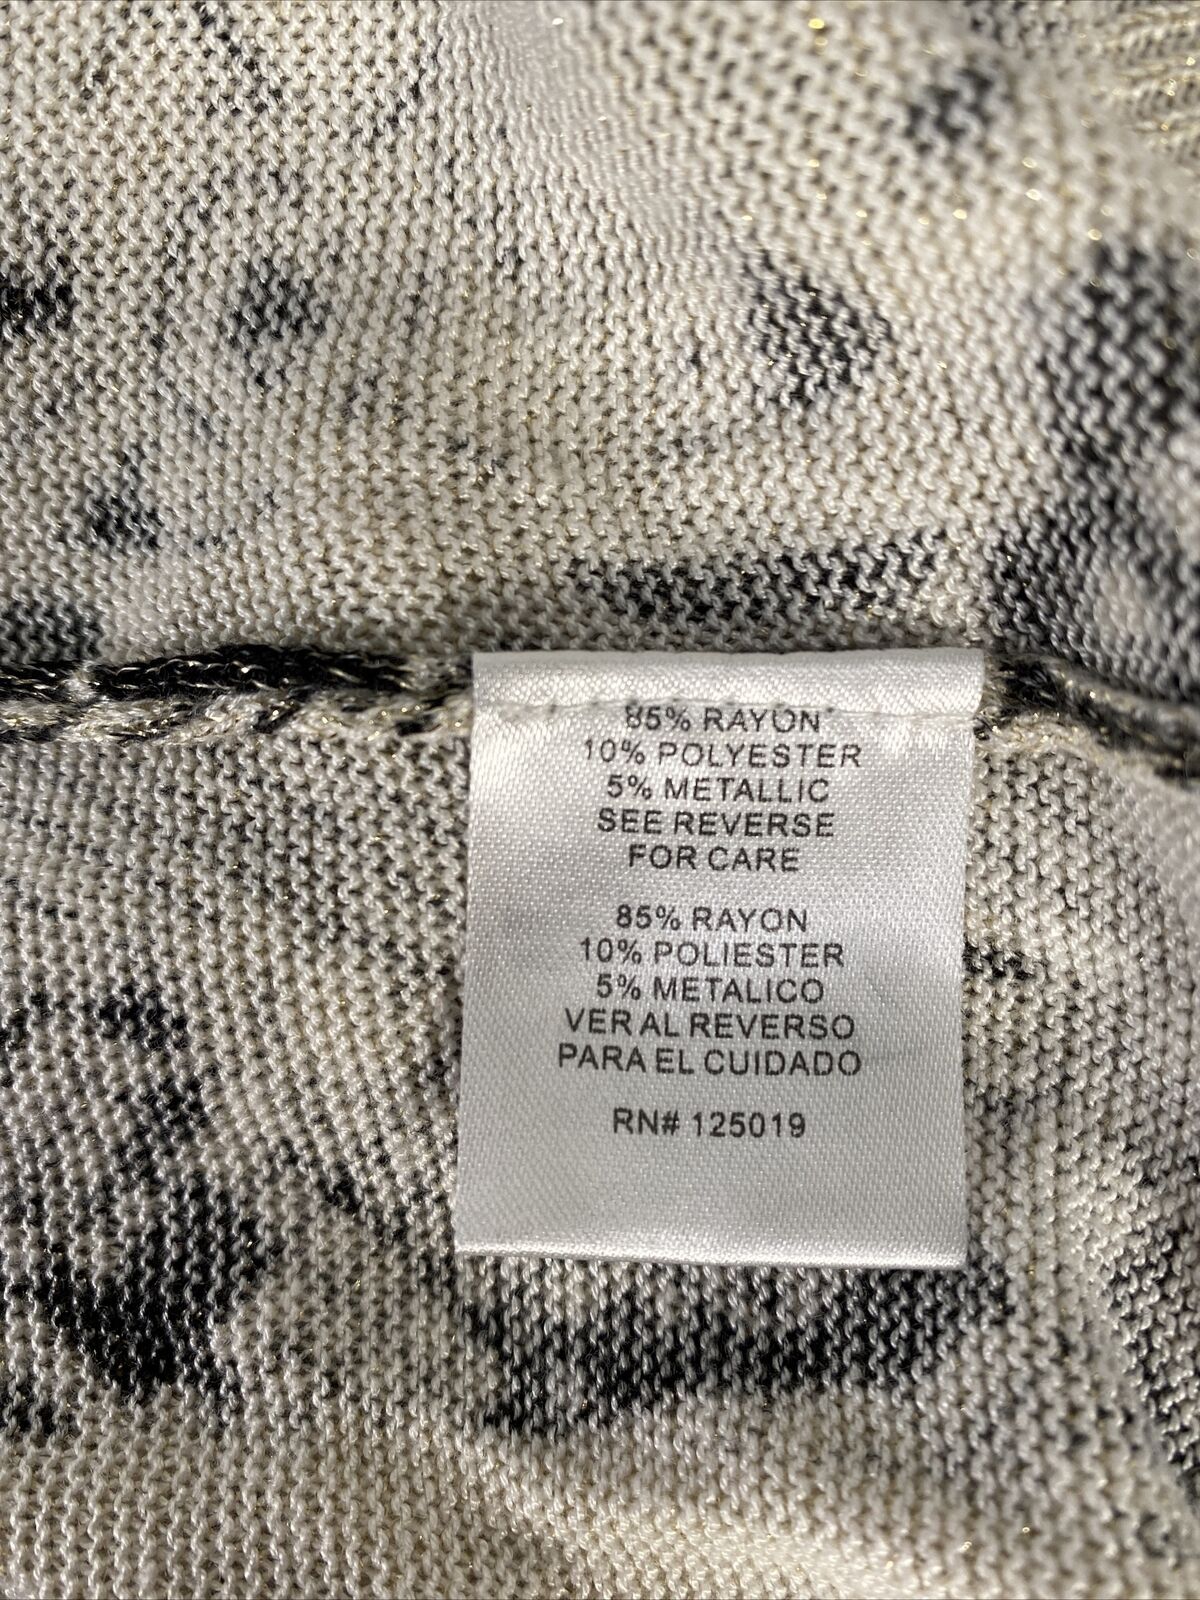 85% RAYON
10% POLYESTER
5% METALLIC
SEE REVERSE
FOR CARE
85% RAYON
10% POLIESTER
5% METALICO
VER AL REVERSO
PARA EL CUIDADO
RN# 125019